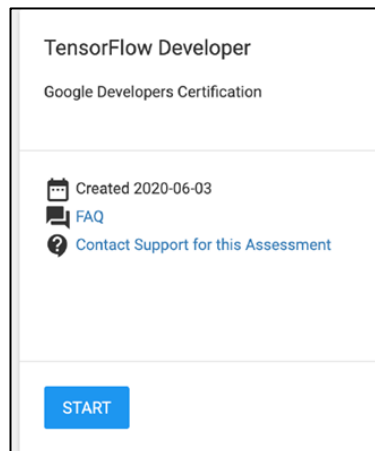 TensorFlow Developer
Google Developers Certification
Created 2020-06-03
FAQ
Contact Support for this Assessment
START